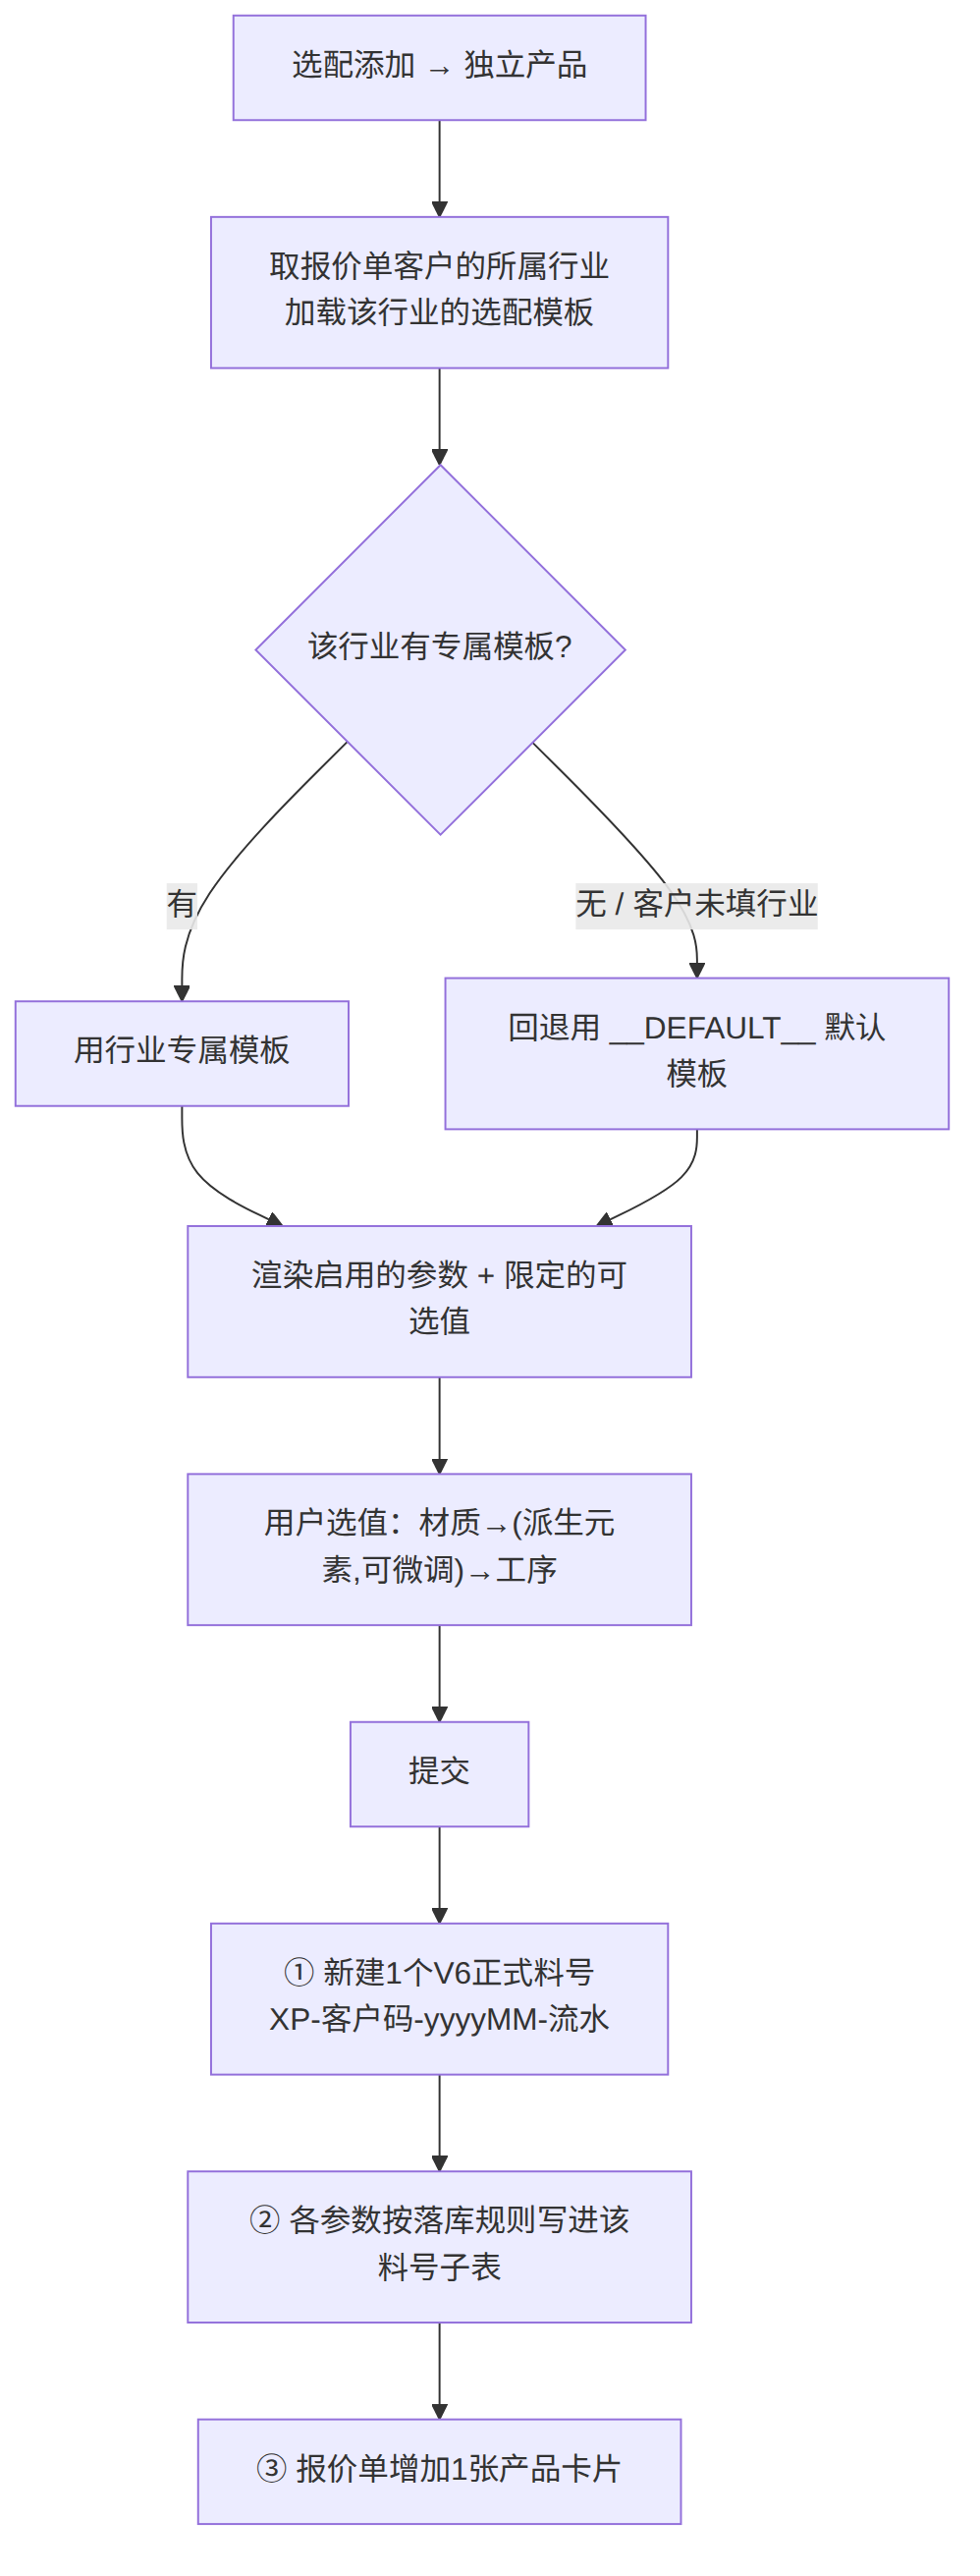 选配添加 → 独立产品
取报价单客户的所属行业
加载该行业的选配模板
该行业有专属模板?
有
无 / 客户未填行业
用行业专属模板
回退用 __DEFAULT__ 默认
模板
渲染启用的参数 + 限定的可
选值
用户选值：材质→(派生元
素,可微调)→工序
提交
① 新建1个V6正式料号
XP-客户码-yyyyMM-流水
② 各参数按落库规则写进该
料号子表
③ 报价单增加1张产品卡片